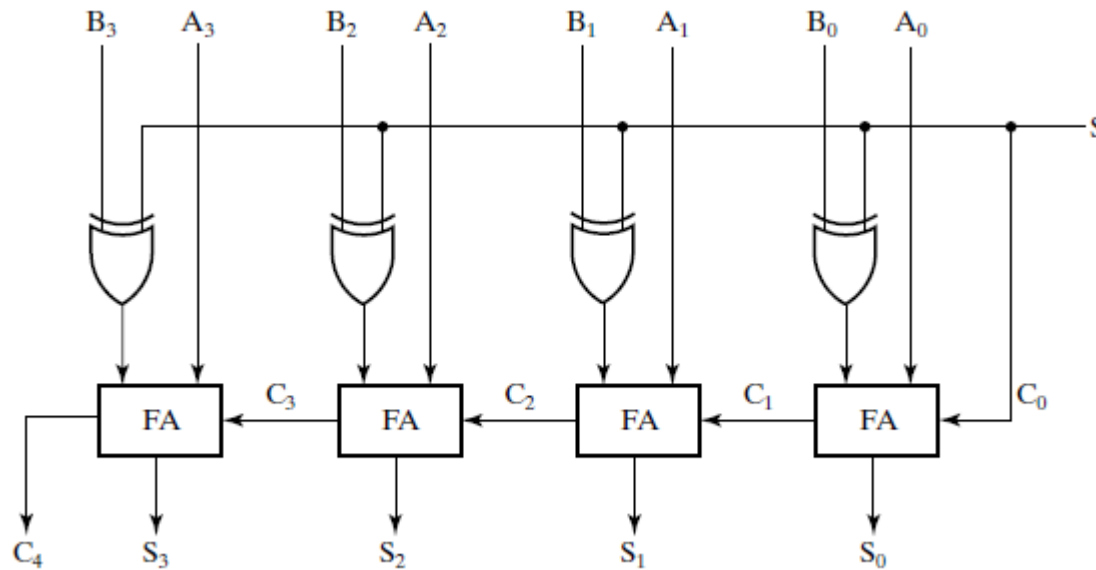 B₃ A₃ B₂ A₂ B₁ A₁ B₀ A₀
S
FA C₃ FA C₂ FA C₁ FA C₀
C₄ S₃ S₂ S₁ S₀